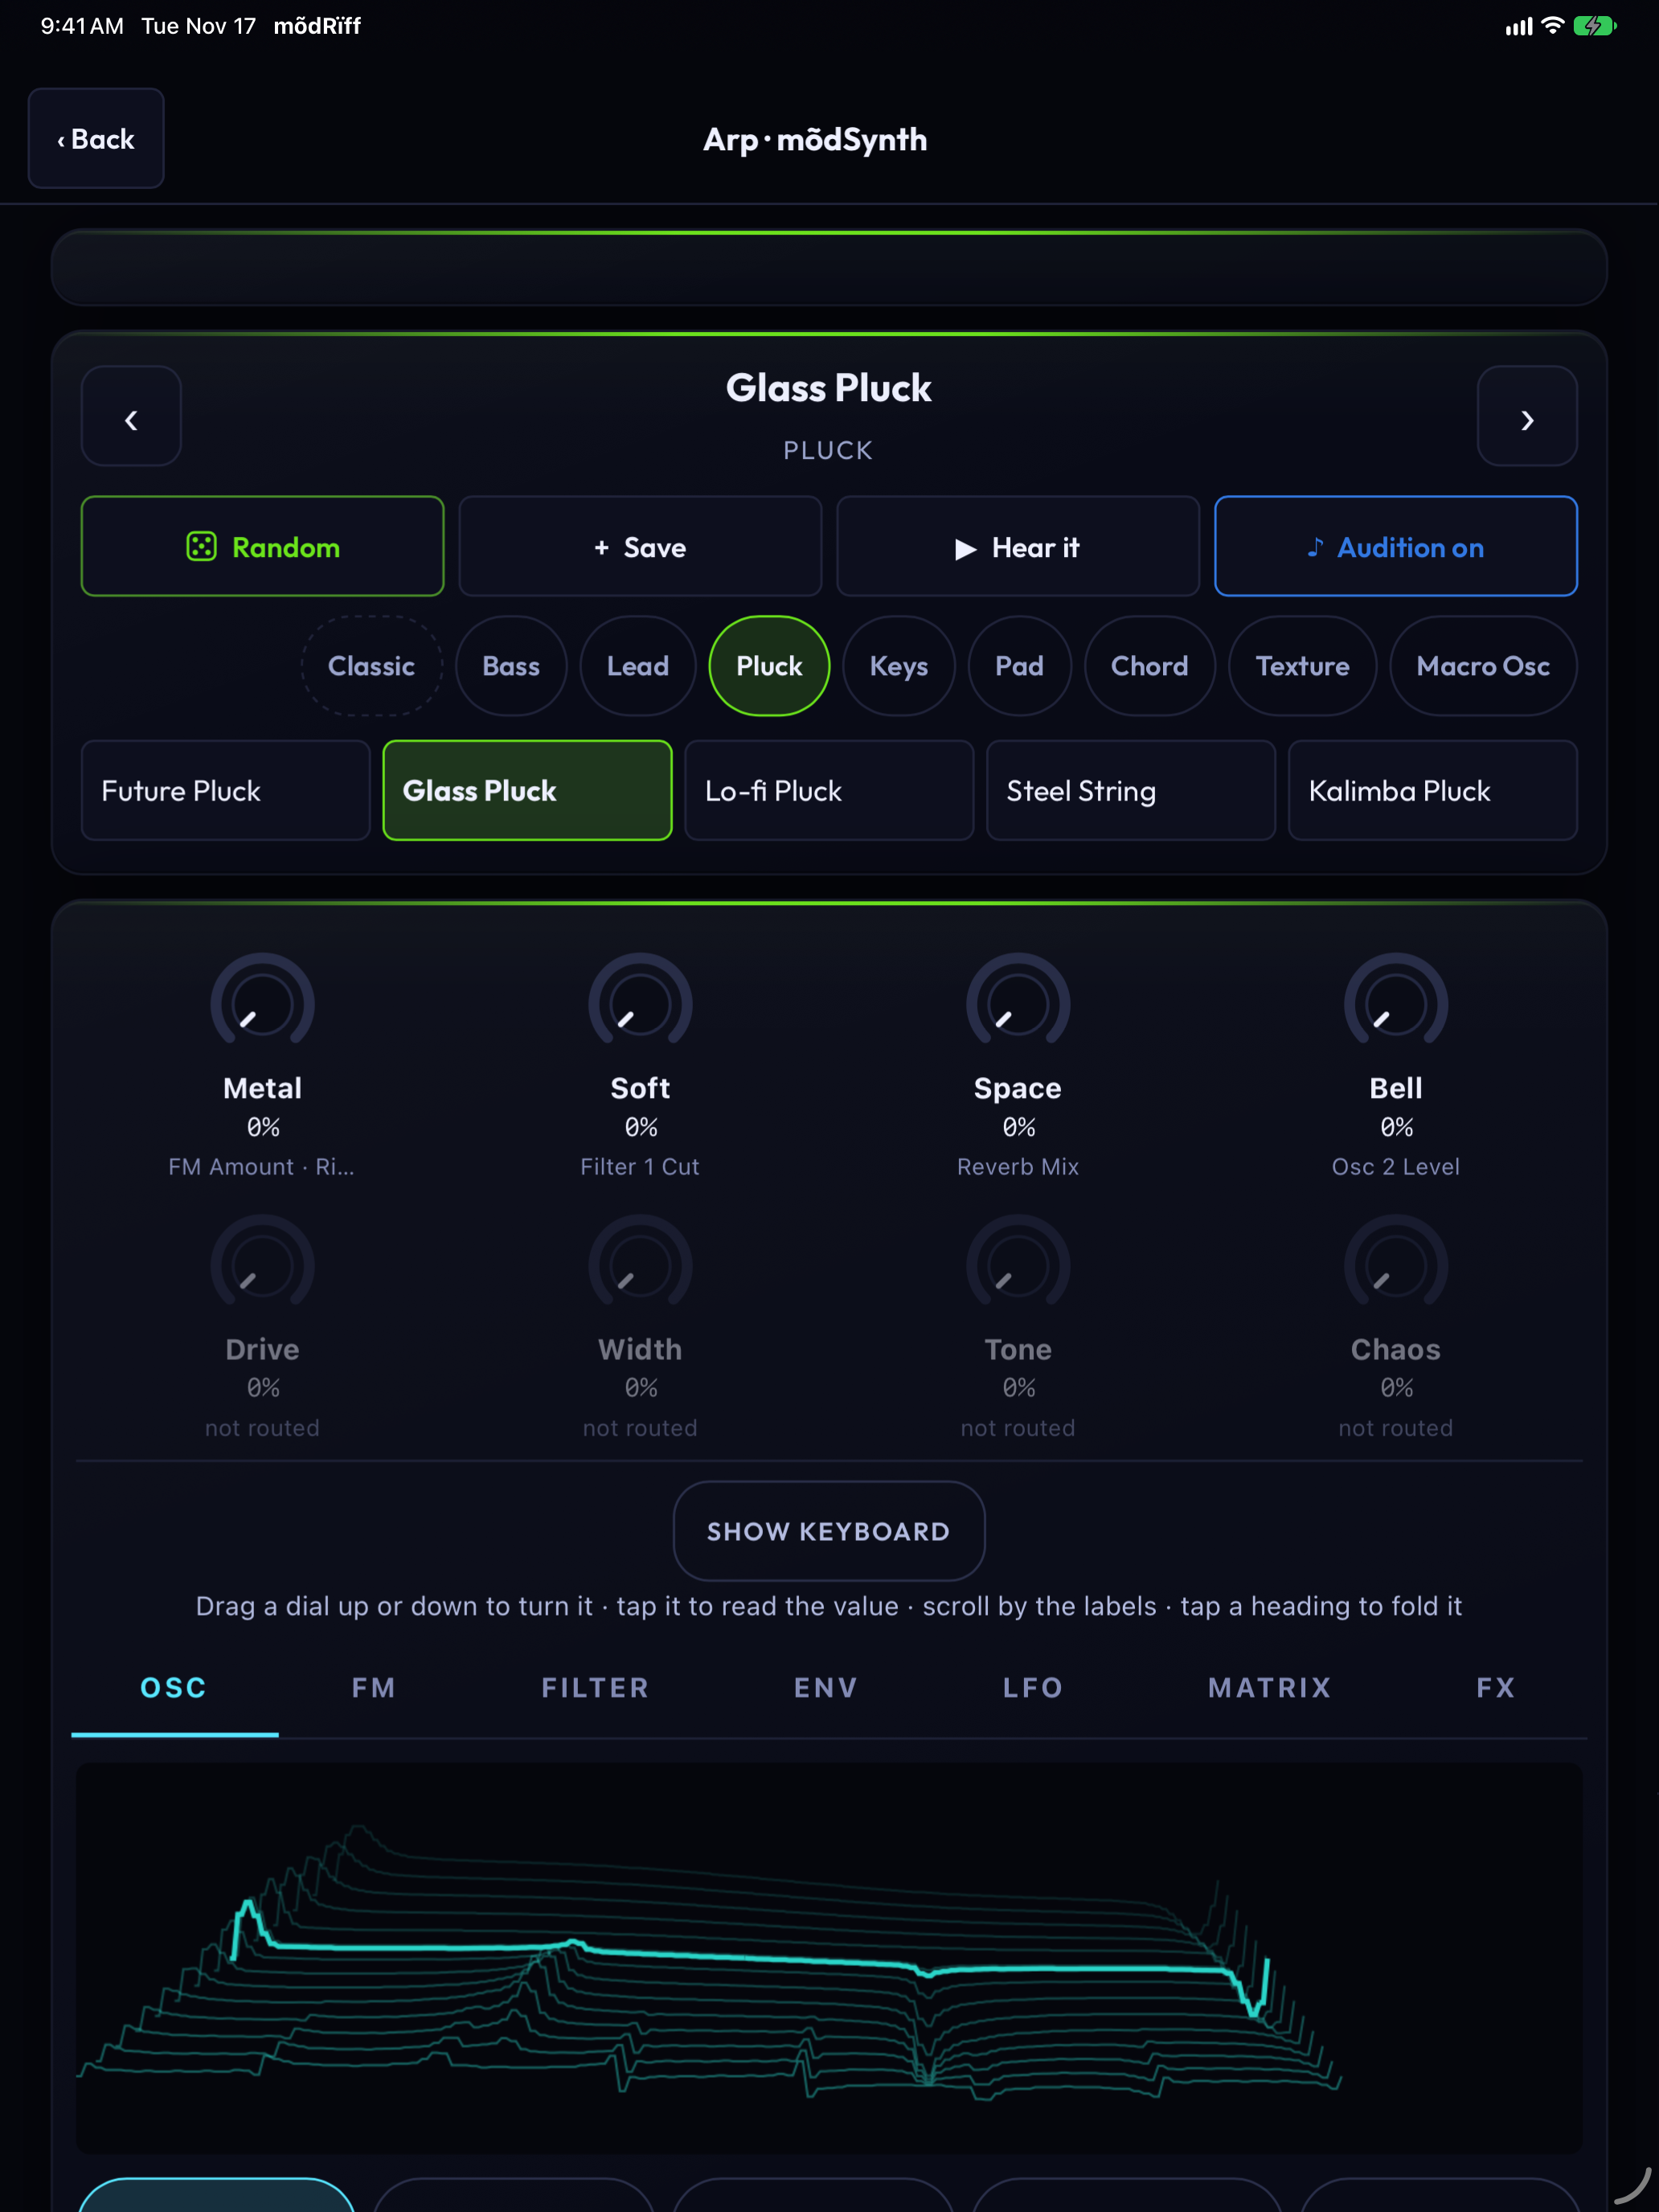 9:41 AM Tue Nov 17 mõdRïff
‹ Back
Arp · mõdSynth
‹
Glass Pluck
›
PLUCK
Random
+ Save
▶ Hear it
♪ Audition on
Classic
Bass
Lead
Pluck
Keys
Pad
Chord
Texture
Macro Osc
Future Pluck
Glass Pluck
Lo-fi Pluck
Steel String
Kalimba Pluck
Metal
Soft
Space
Bell
0%
0%
0%
0%
FM Amount · Ri...
Filter 1 Cut
Reverb Mix
Osc 2 Level
Drive
Width
Tone
Chaos
0%
0%
0%
0%
not routed
not routed
not routed
not routed
SHOW KEYBOARD
Drag a dial up or down to turn it · tap it to read the value · scroll by the labels · tap a heading to fold it
OSC
FM
FILTER
ENV
LFO
MATRIX
FX